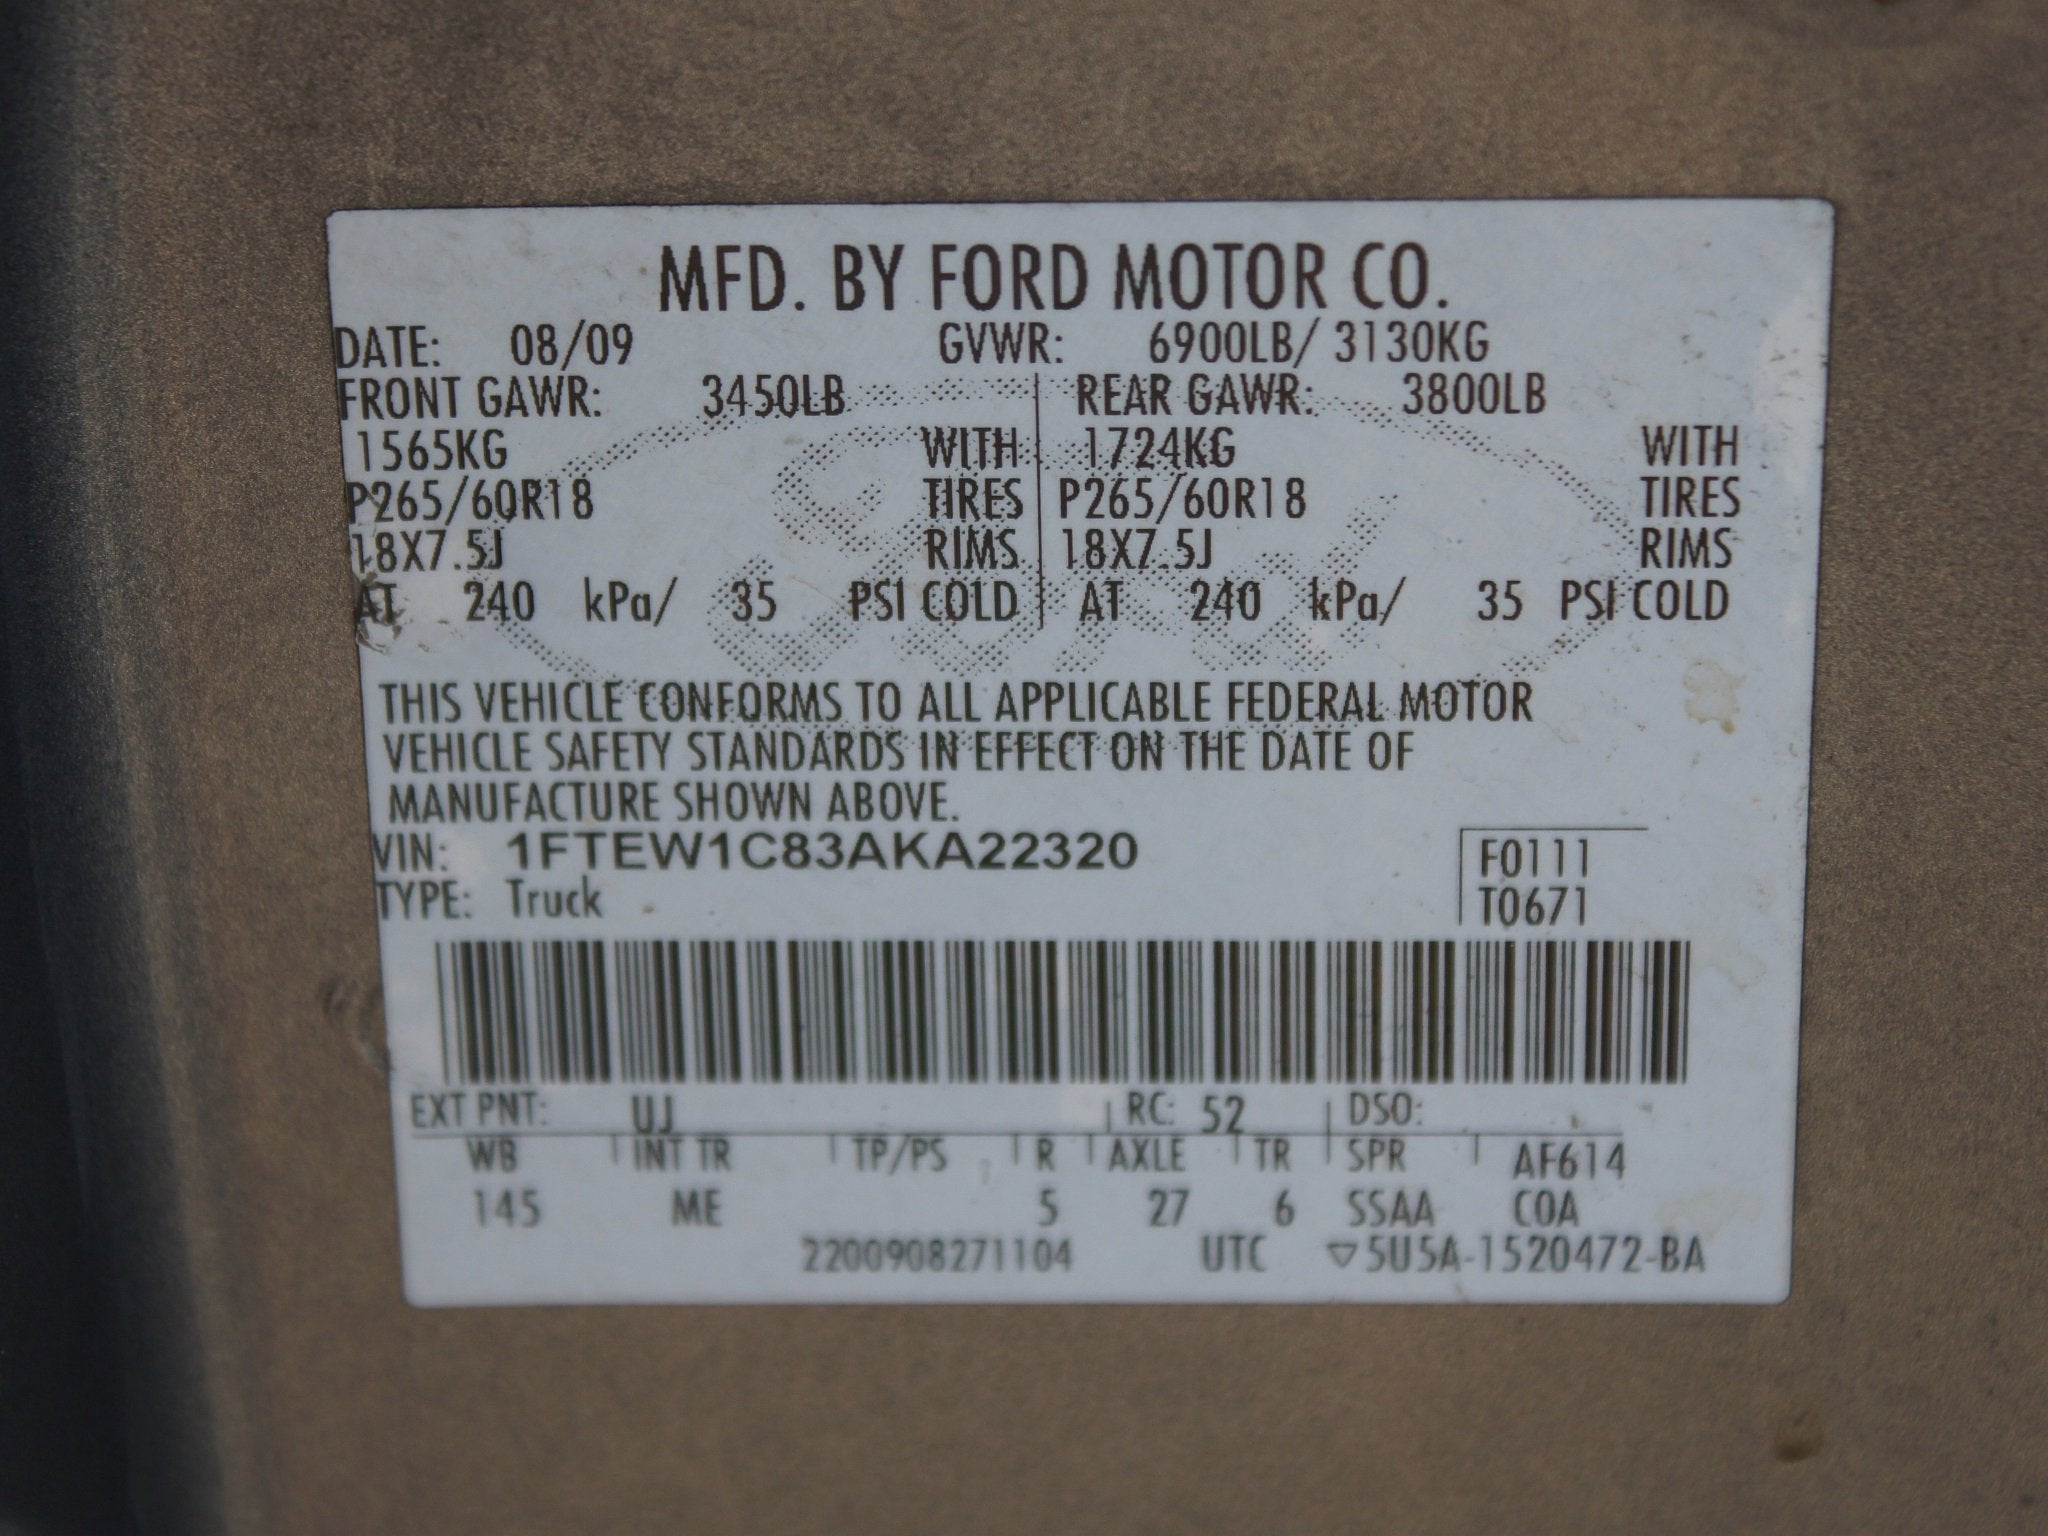 MFD. BY FORD MOTOR CO.
DATE: 08/09 GVWR: 6900LB/ 3130KG
FRONT GAWR: 3450LB REAR GAWR: 3800LB
1565KG WITH 1724KG WITH
P265/60R18 TIRES P265/60R18 TIRES
18X7.5J RIMS 18X7.5J RIMS
AT 240 kPa/ 35 PSI COLD AT 240 kPa/ 35 PSI COLD
THIS VEHICLE CONFORMS TO ALL APPLICABLE FEDERAL MOTOR
VEHICLE SAFETY STANDARDS IN EFFECT ON THE DATE OF
MANUFACTURE SHOWN ABOVE.
VIN: 1FTEW1C83AKA22320 F0111
TYPE: Truck T0671
EXT PNT: UJ RC: 52 DSO:
WB INT TR TP/PS R AXLE TR SPR AF614
145 ME 5 27 6 SSAA COA
2200908271104 UTC ▽5U5A-1520472-BA